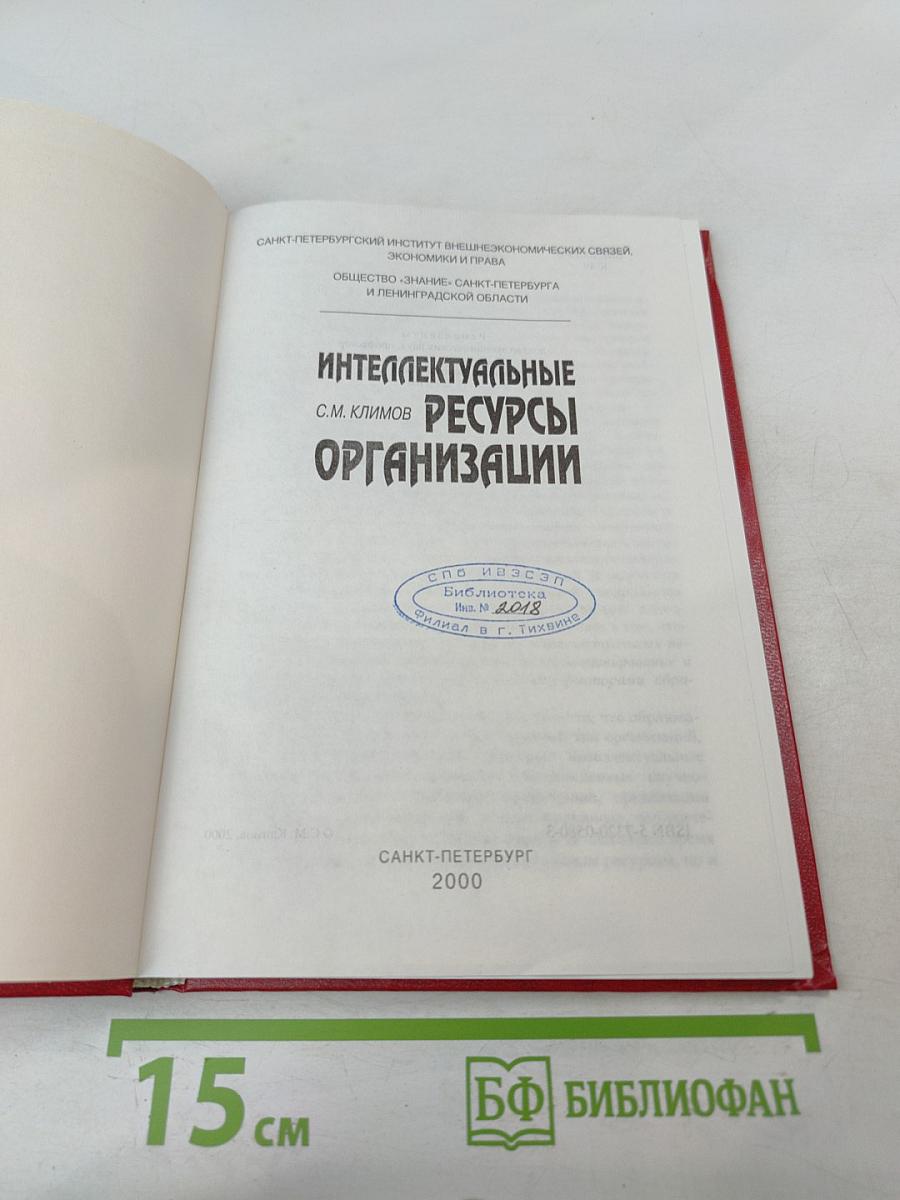 САНКТ-ПЕТЕРБУРГСКИЙ ИНСТИТУТ ВНЕШНЕЭКОНОМИЧЕСКИХ СВЯЗЕЙ,
ЭКОНОМИКИ И ПРАВА
ОБЩЕСТВО «ЗНАНИЕ» САНКТ-ПЕТЕРБУРГА
И ЛЕНИНГРАДСКОЙ ОБЛАСТИ
ИНТЕЛЛЕКТУАЛЬНЫЕ
С.М. КЛИМОВ РЕСУРСЫ
ОРГАНИЗАЦИИ
СПб ИВЭСЭП
Библиотека
Инв. № 2018
Филиал в г. Тихвине
САНКТ-ПЕТЕРБУРГ
2000
15 см
БФ БИБЛИОФАН